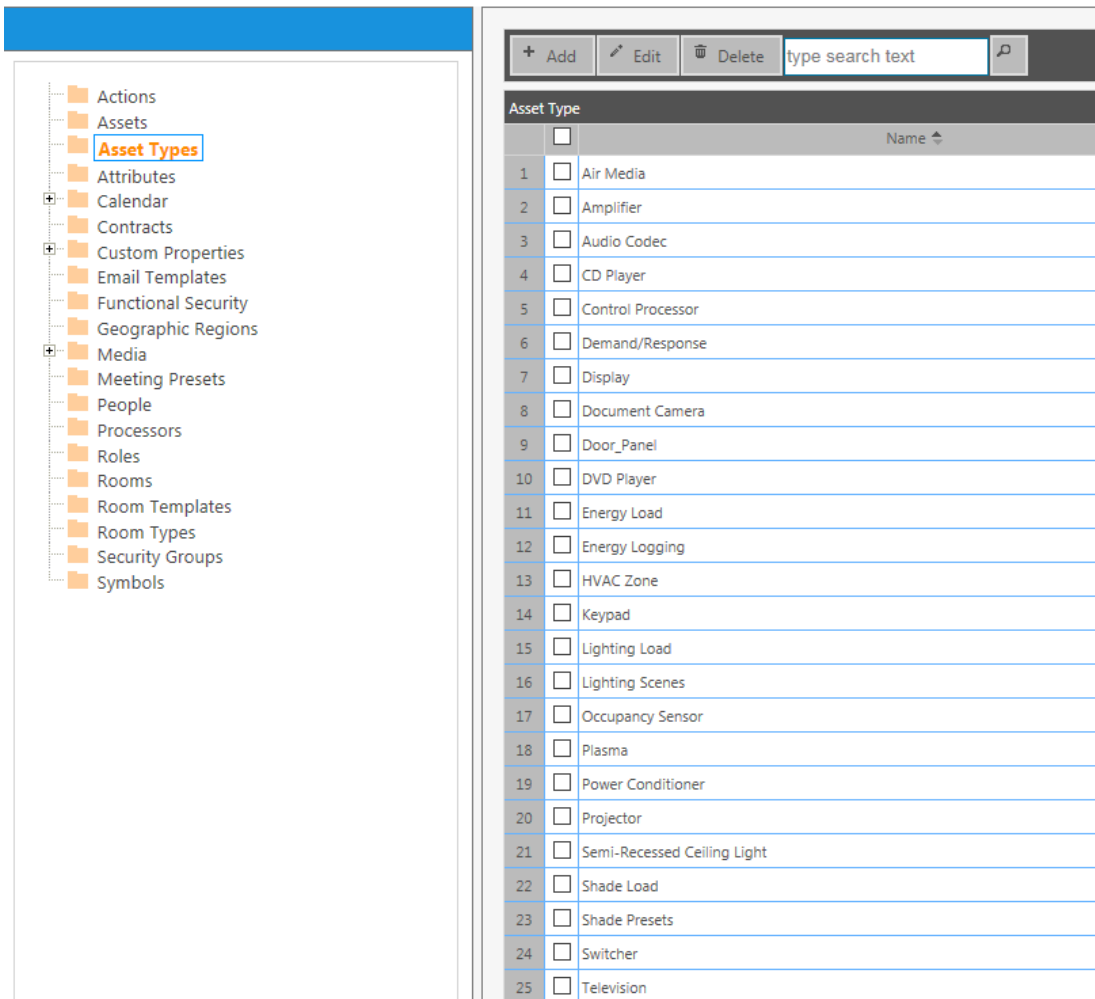 Actions
Assets
Asset Types
Attributes
Calendar
Contracts
Custom Properties
Email Templates
Functional Security
Geographic Regions
Media
Meeting Presets
People
Processors
Roles
Rooms
Room Templates
Room Types
Security Groups
Symbols
+ Add Edit Delete type search text
Asset Type
Name
1 Air Media
2 Amplifier
3 Audio Codec
4 CD Player
5 Control Processor
6 Demand/Response
7 Display
8 Document Camera
9 Door_Panel
10 DVD Player
11 Energy Load
12 Energy Logging
13 HVAC Zone
14 Keypad
15 Lighting Load
16 Lighting Scenes
17 Occupancy Sensor
18 Plasma
19 Power Conditioner
20 Projector
21 Semi-Recessed Ceiling Light
22 Shade Load
23 Shade Presets
24 Switcher
25 Television